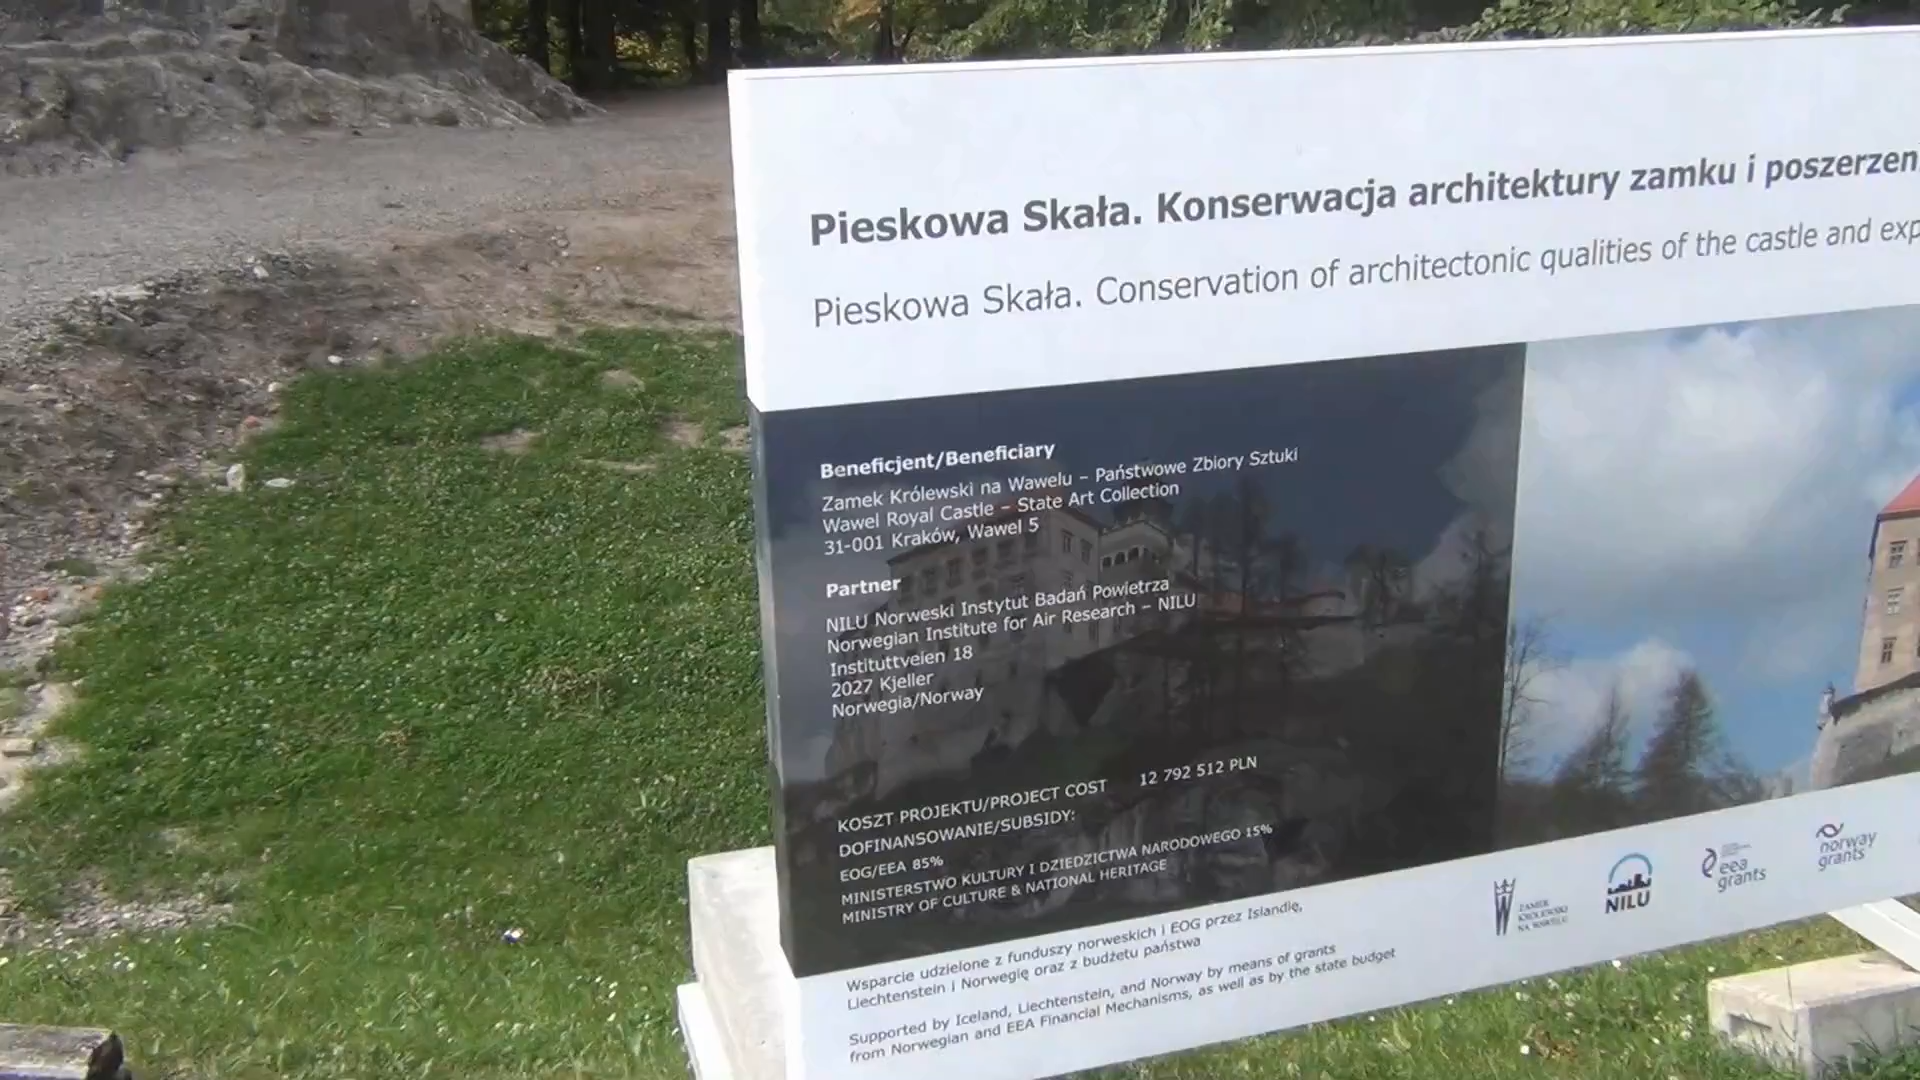 Pieskowa Skała. Konserwacja architektury zamku i poszerzen
Pieskowa Skała. Conservation of architectonic qualities of the castle and exp
Beneficjent/Beneficiary
Zamek Królewski na Wawelu – Państwowe Zbiory Sztuki
Wawel Royal Castle – State Art Collection
31-001 Kraków, Wawel 5
Partner
NILU Norweski Instytut Badań Powietrza
Norwegian Institute for Air Research – NILU
Instituttveien 18
2027 Kjeller
Norwegia/Norway
KOSZT PROJEKTU/PROJECT COST 12 792 512 PLN
DOFINANSOWANIE/SUBSIDY:
EOG/EEA 85%
MINISTERSTWO KULTURY I DZIEDZICTWA NARODOWEGO 15%
MINISTRY OF CULTURE & NATIONAL HERITAGE
Wsparcie udzielone z funduszy norweskich i EOG przez Islandię,
Liechtenstein i Norwegię oraz z budżetu państwa
Supported by Iceland, Liechtenstein, and Norway by means of grants
from Norwegian and EEA Financial Mechanisms, as well as by the state budget
ZAMEK
KRÓLEWSKI
NA WAWELU
NILU
eea
grants
norway
grants